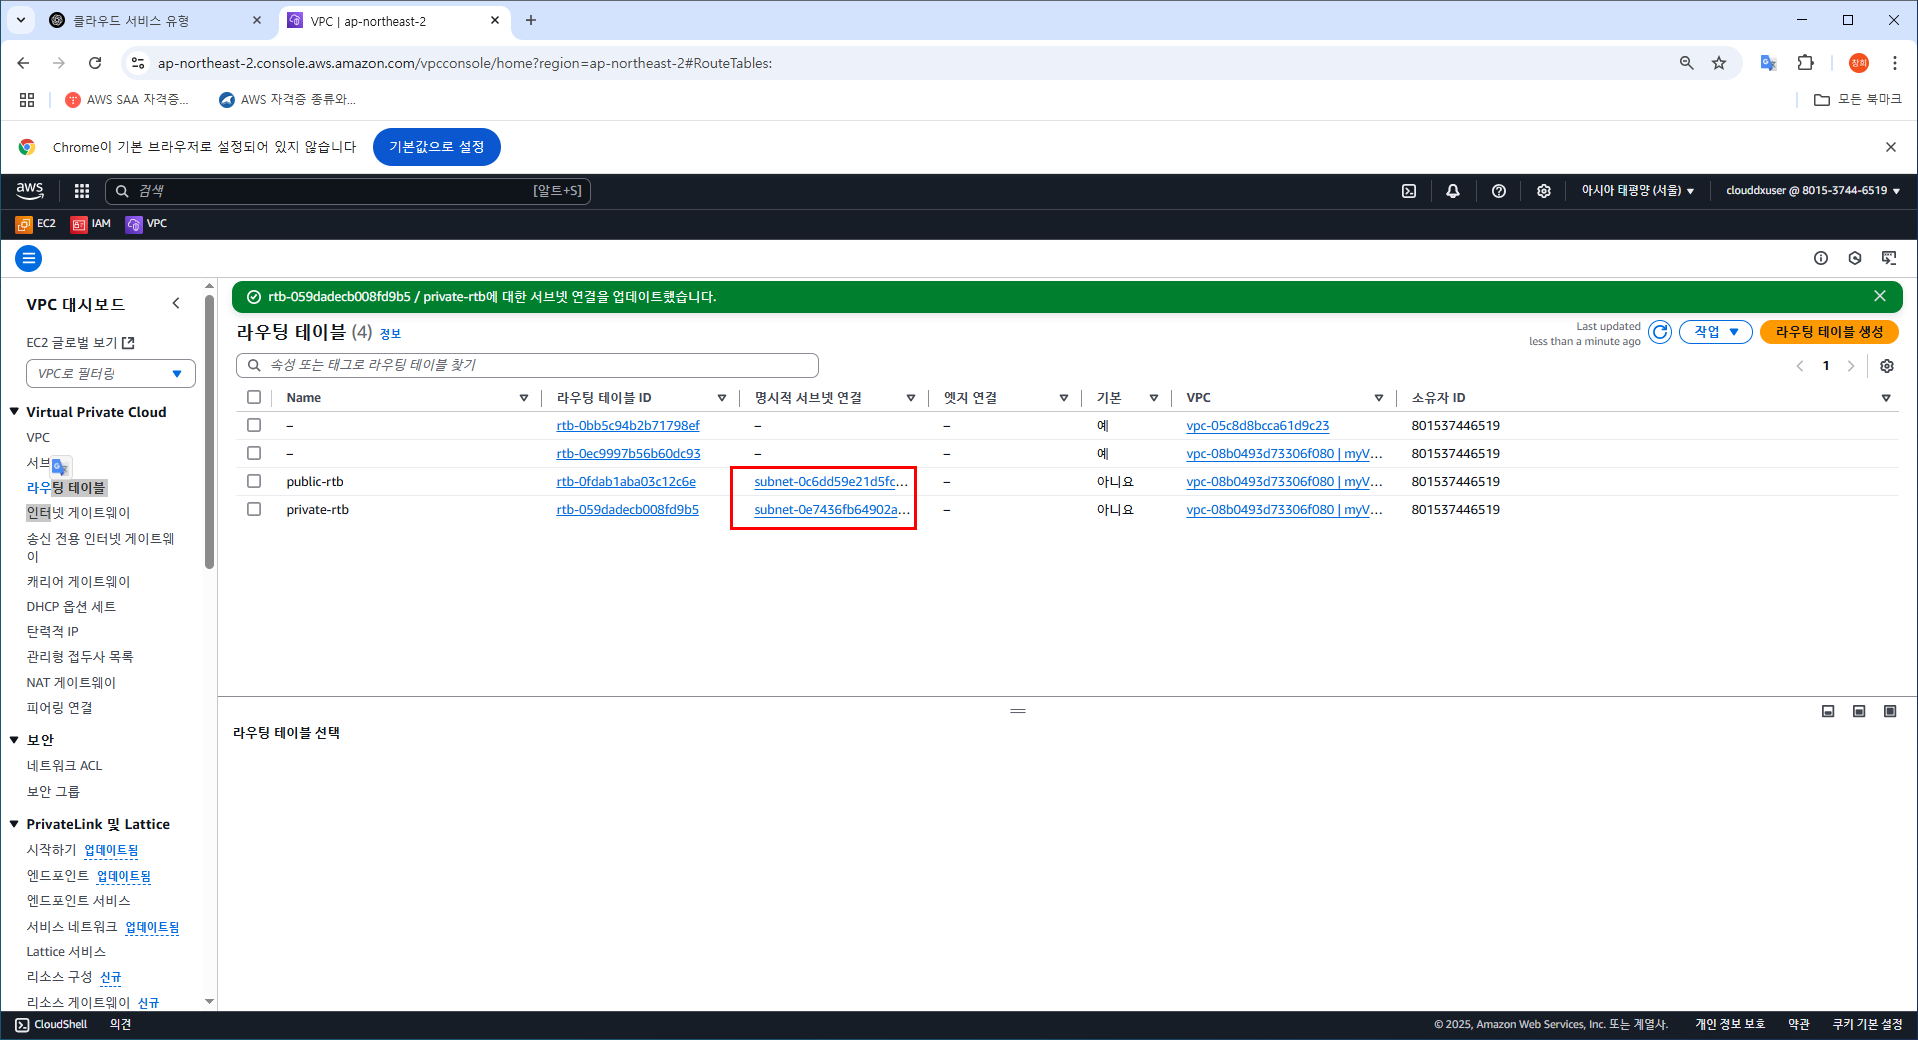 클라우드 서비스 유형
VPC | ap-northeast-2
ap-northeast-2.console.aws.amazon.com/vpcconsole/home?region=ap-northeast-2#RouteTables:
창희
AWS SAA 자격증...
AWS 자격증 종류와...
모든 북마크
Chrome이 기본 브라우저로 설정되어 있지 않습니다
기본값으로 설정
aws
검색
[알트+S]
아시아 태평양 (서울)
clouddxuser @ 8015-3744-6519
EC2
IAM
VPC
VPC 대시보드
EC2 글로벌 보기
VPC로 필터링
Virtual Private Cloud
VPC
서브
라우팅 테이블
인터넷 게이트웨이
송신 전용 인터넷 게이트웨
이
캐리어 게이트웨이
DHCP 옵션 세트
탄력적 IP
관리형 접두사 목록
NAT 게이트웨이
피어링 연결
보안
네트워크 ACL
보안 그룹
PrivateLink 및 Lattice
시작하기 업데이트됨
엔드포인트 업데이트됨
엔드포인트 서비스
서비스 네트워크 업데이트됨
Lattice 서비스
리소스 구성 신규
리소스 게이트웨이 신규
rtb-059dadecb008fd9b5 / private-rtb에 대한 서브넷 연결을 업데이트했습니다.
라우팅 테이블 (4) 정보
Last updated
less than a minute ago
작업
라우팅 테이블 생성
속성 또는 태그로 라우팅 테이블 찾기
1
Name 라우팅 테이블 ID 명시적 서브넷 연결 엣지 연결 기본 VPC 소유자 ID
– rtb-0bb5c94b2b71798ef – – 예 vpc-05c8d8bcca61d9c23 801537446519
– rtb-0ec9997b56b60dc93 – – 예 vpc-08b0493d73306f080 | myV... 801537446519
public-rtb rtb-0fdab1aba03c12c6e subnet-0c6dd59e21d5fc... – 아니요 vpc-08b0493d73306f080 | myV... 801537446519
private-rtb rtb-059dadecb008fd9b5 subnet-0e7436fb64902a... – 아니요 vpc-08b0493d73306f080 | myV... 801537446519
라우팅 테이블 선택
CloudShell
의견
© 2025, Amazon Web Services, Inc. 또는 계열사.
개인 정보 보호
약관
쿠키 기본 설정